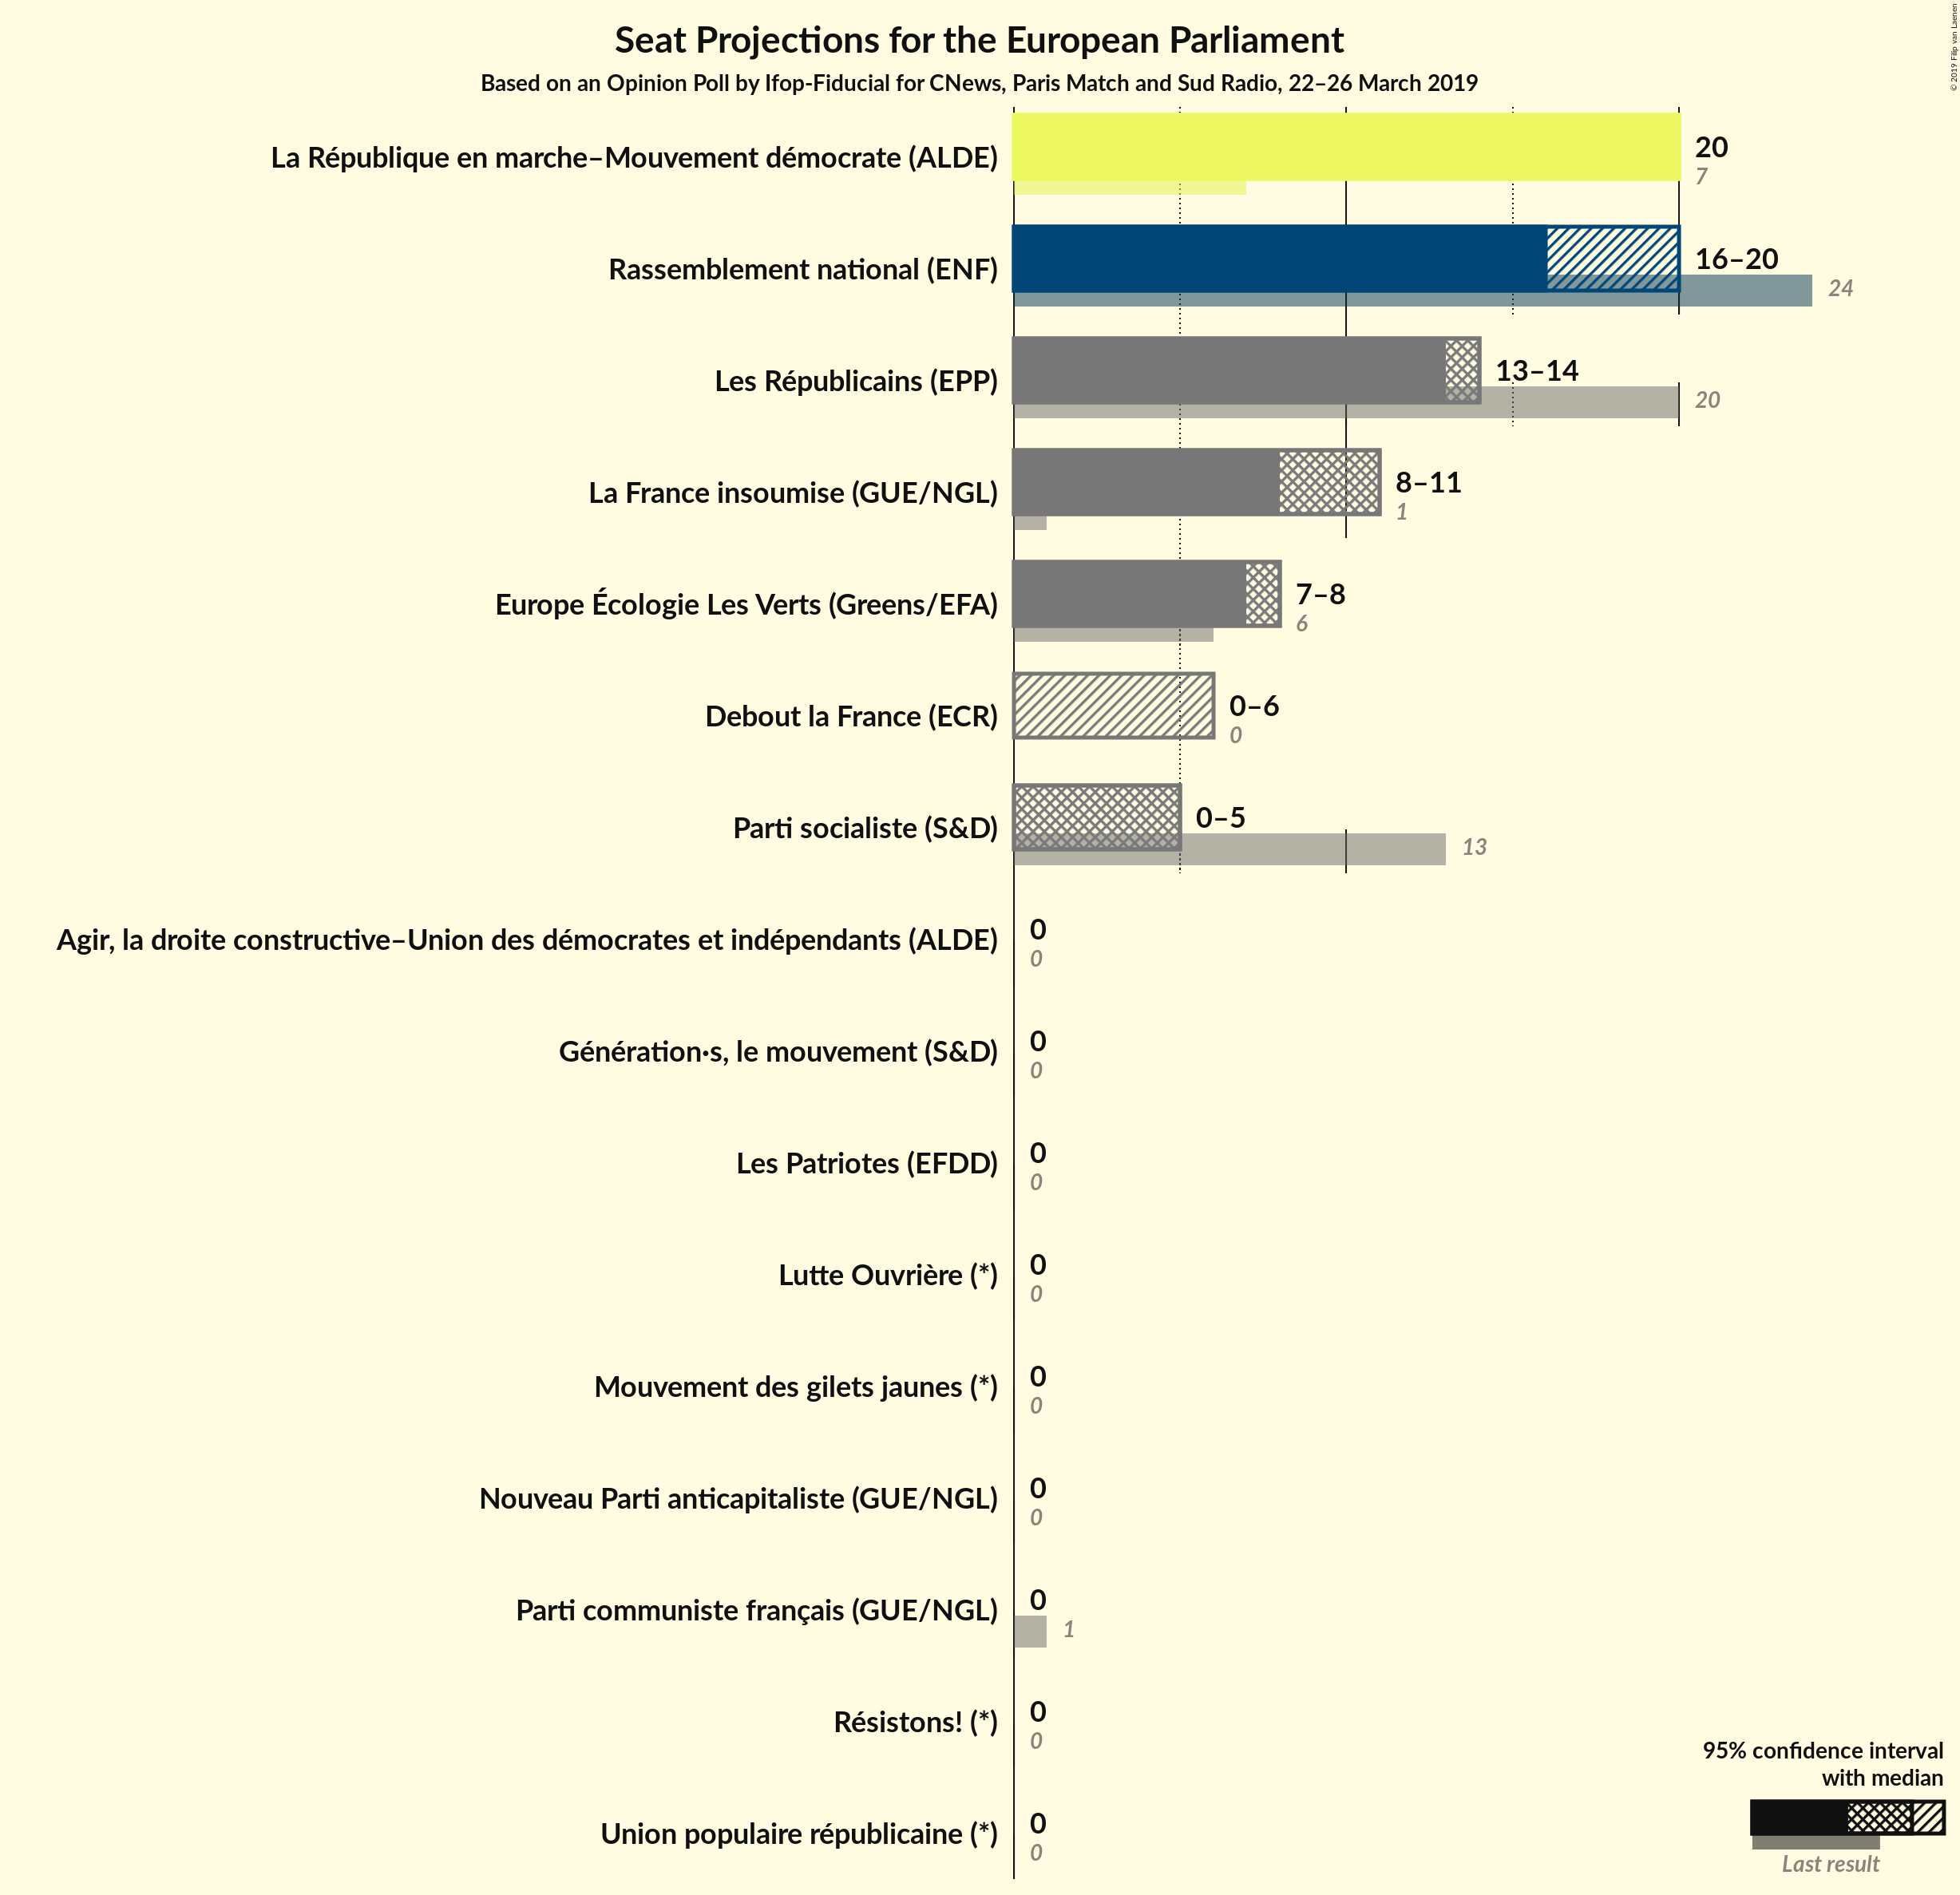 Seat Projections for the European Parliament
Based on an Opinion Poll by Ifop-Fiducial for CNews, Paris Match and Sud Radio, 22–26 March 2019
© 2019 Filip van Laenen
La République en marche–Mouvement démocrate (ALDE)
20
7
Rassemblement national (ENF)
16–20
24
Les Républicains (EPP)
13–14
20
La France insoumise (GUE/NGL)
8–11
1
Europe Écologie Les Verts (Greens/EFA)
7–8
6
Debout la France (ECR)
0–6
0
Parti socialiste (S&D)
0–5
13
Agir, la droite constructive–Union des démocrates et indépendants (ALDE)
0
0
Génération·s, le mouvement (S&D)
0
0
Les Patriotes (EFDD)
0
0
Lutte Ouvrière (*)
0
0
Mouvement des gilets jaunes (*)
0
0
Nouveau Parti anticapitaliste (GUE/NGL)
0
0
Parti communiste français (GUE/NGL)
0
1
Résistons! (*)
0
0
Union populaire républicaine (*)
0
0
95% confidence interval
with median
Last result